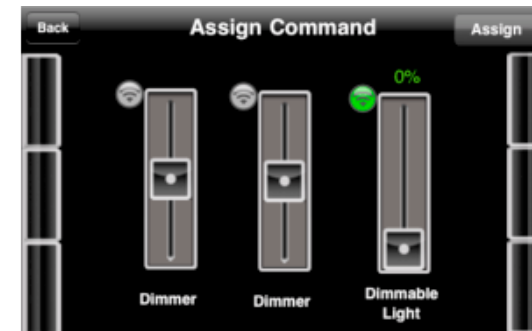 Back
Assign Command
Assign
0%
Dimmer
Dimmer
Dimmable
Light